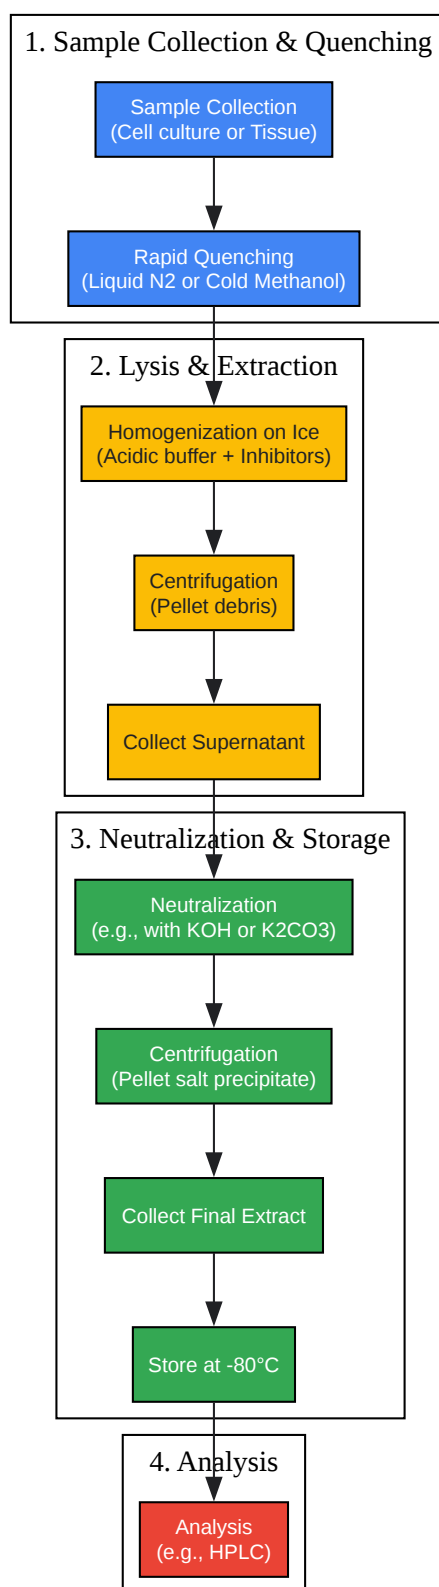 1. Sample Collection & Quenching
Sample Collection
(Cell culture or Tissue)
Rapid Quenching
(Liquid N2 or Cold Methanol)
2. Lysis & Extraction
Homogenization on Ice
(Acidic buffer + Inhibitors)
Centrifugation
(Pellet debris)
Collect Supernatant
3. Neutralization & Storage
Neutralization
(e.g., with KOH or K2CO3)
Centrifugation
(Pellet salt precipitate)
Collect Final Extract
Store at -80°C
4. Analysis
Analysis
(e.g., HPLC)